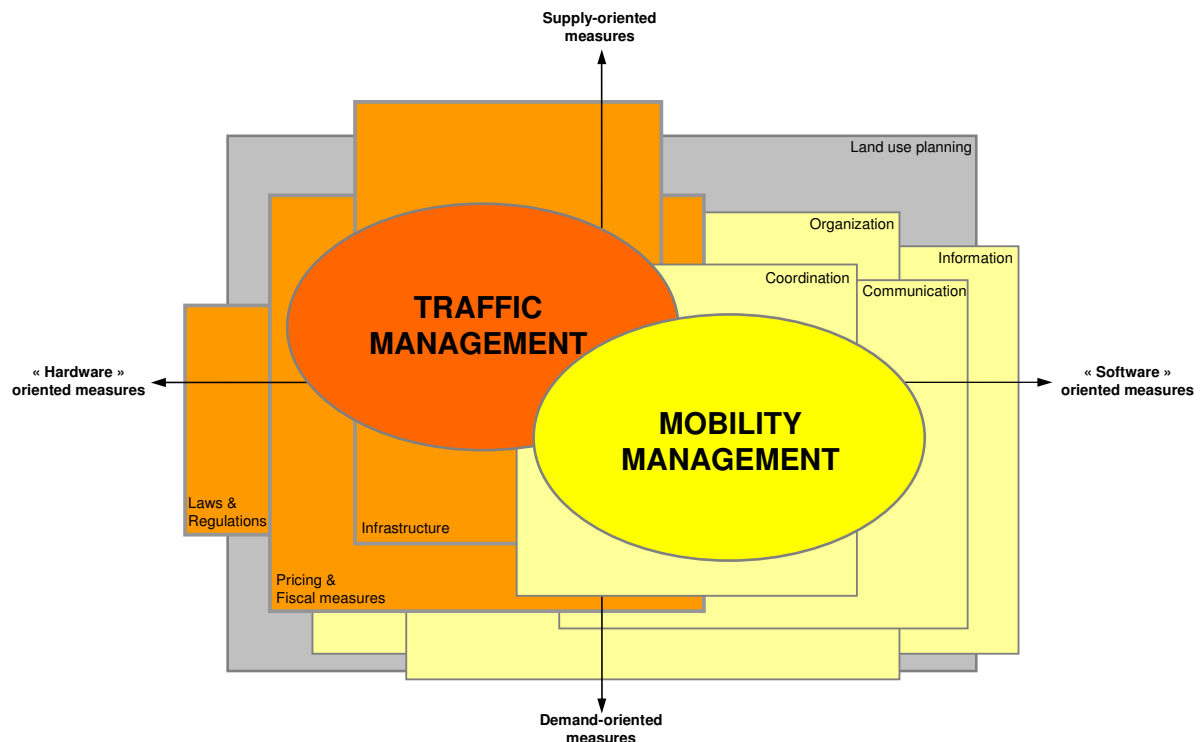 Supply-oriented
measures
Land use planning
Organization
Information
Coordination
Communication
TRAFFIC
MANAGEMENT
« Hardware »
oriented measures
« Software »
oriented measures
MOBILITY
MANAGEMENT
Laws &
Regulations
Infrastructure
Pricing &
Fiscal measures
Demand-oriented
measures